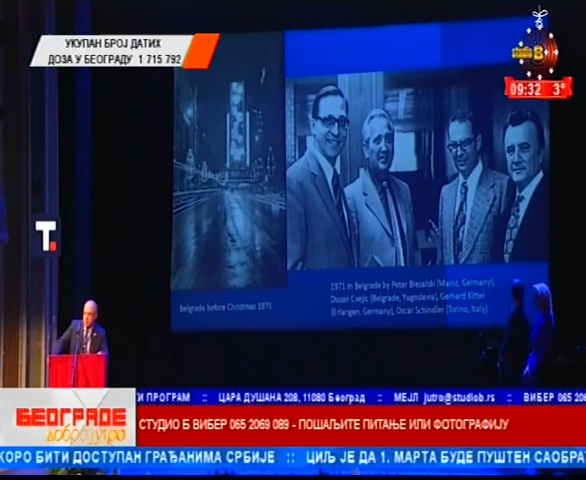 УКУПАН БРОЈ ДАТИХ
ДОЗА У БЕОГРАДУ 1 715 792
studio B
09:32 3°
T.
Belgrade before Christmas 1971
1971 in Belgrade by Peter Biesalski (Mainz, Germany),
Dusan Cvejic (Belgrade, Yugoslavia), Gerhard Kittel
(Erlangen, Germany), Oscar Schindler (Torino, Italy)
ТИ ПРОГРАМ :: ЦАРА ДУШАНА 208, 11080 Београд :: МЕЈЛ jutro@studiob.rs :: ВИБЕР 065 206
БЕОГРАДЕ
добро јутро
СТУДИО Б ВИБЕР 065 2069 089 - ПОШАЉИТЕ ПИТАЊЕ ИЛИ ФОТОГРАФИЈУ
КОРО БИТИ ДОСТУПАН ГРАЂАНИМА СРБИЈЕ :: ЦИЉ ЈЕ ДА 1. МАРТА БУДЕ ПУШТЕН САОБРА